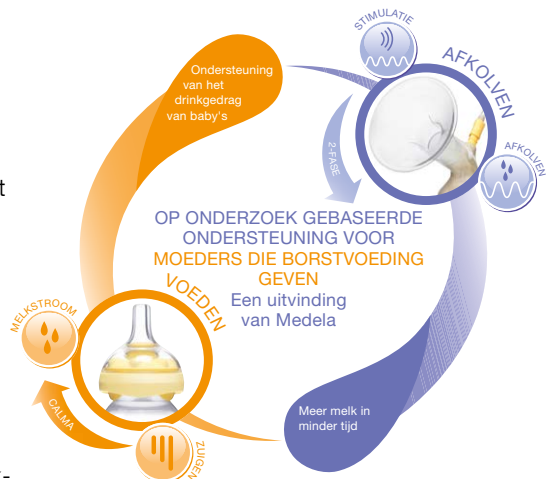 STIMULATIE
AFKOLVEN
Ondersteuning
van het
drinkgedrag
van baby's
2-FASE
AFKOLVEN
t
OP ONDERZOEK GEBASEERDE
ONDERSTEUNING VOOR
MOEDERS DIE BORSTVOEDING
GEVEN
Een uitvinding
van Medela
VOEDEN
MELKSTROOM
CALMA
ZUIGEN
Meer melk in
minder tijd
-